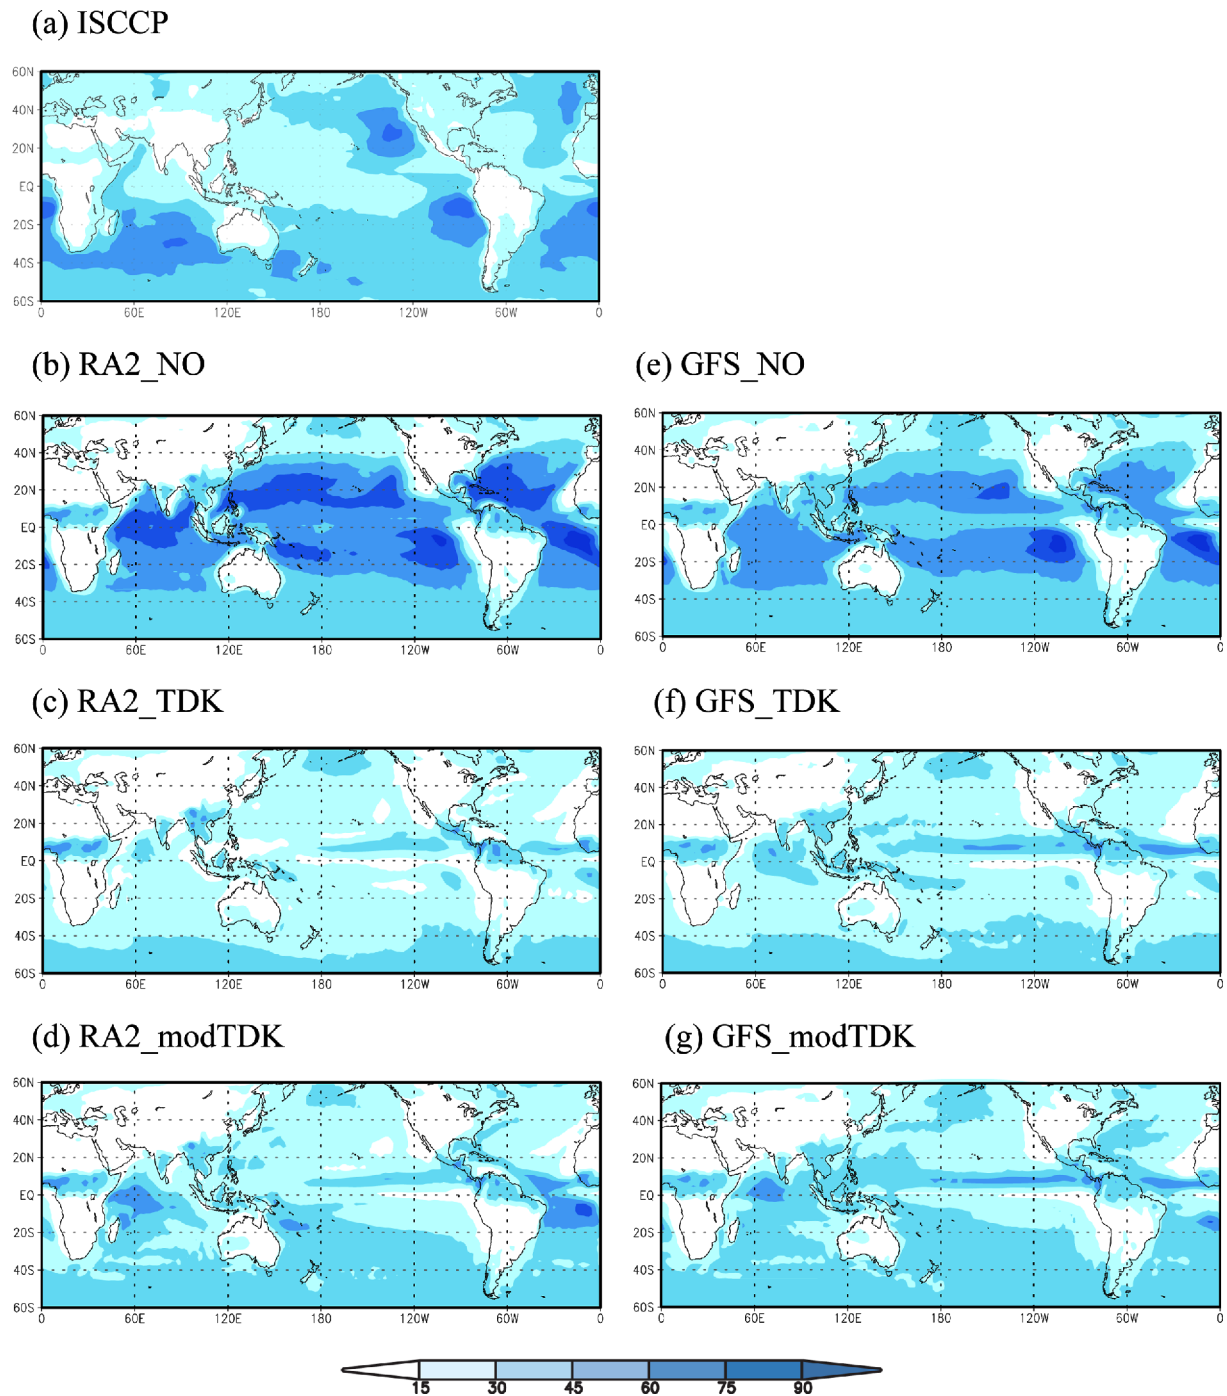 (a) ISCCP
60N
40N
20N
EQ
20S
40S
60S
0 60E 120E 180 120W 60W 0
(b) RA2_NO
60N
40N
20N
EQ
20S
40S
60S
0 60E 120E 180 120W 60W 0
(e) GFS_NO
60N
40N
20N
EQ
20S
40S
60S
0 60E 120E 180 120W 60W 0
(c) RA2_TDK
60N
40N
20N
EQ
20S
40S
60S
0 60E 120E 180 120W 60W 0
(f) GFS_TDK
60N
40N
20N
EQ
20S
40S
60S
0 60E 120E 180 120W 60W 0
(d) RA2_modTDK
60N
40N
20N
EQ
20S
40S
60S
0 60E 120E 180 120W 60W 0
(g) GFS_modTDK
60N
40N
20N
EQ
20S
40S
60S
0 60E 120E 180 120W 60W 0
15 30 45 60 75 90